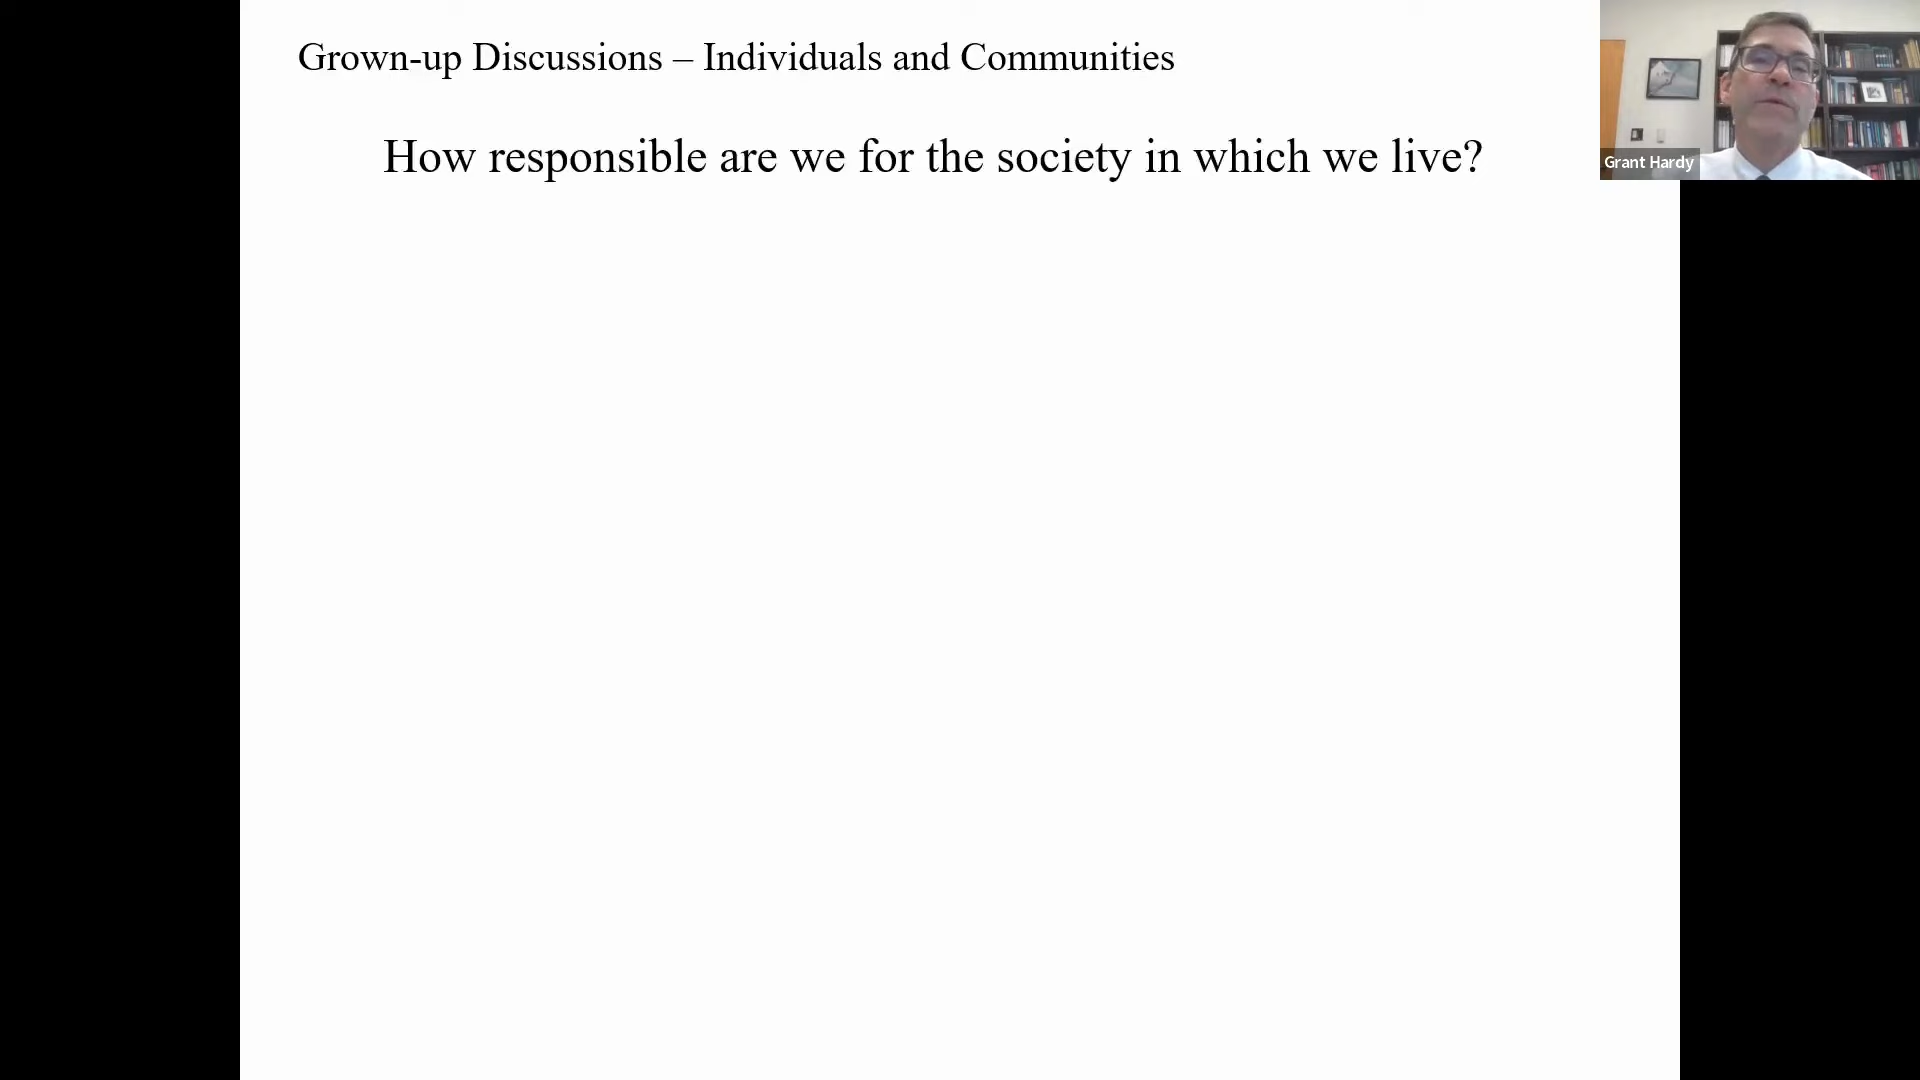 Grown-up Discussions – Individuals and Communities
How responsible are we for the society in which we live?
Grant Hardy